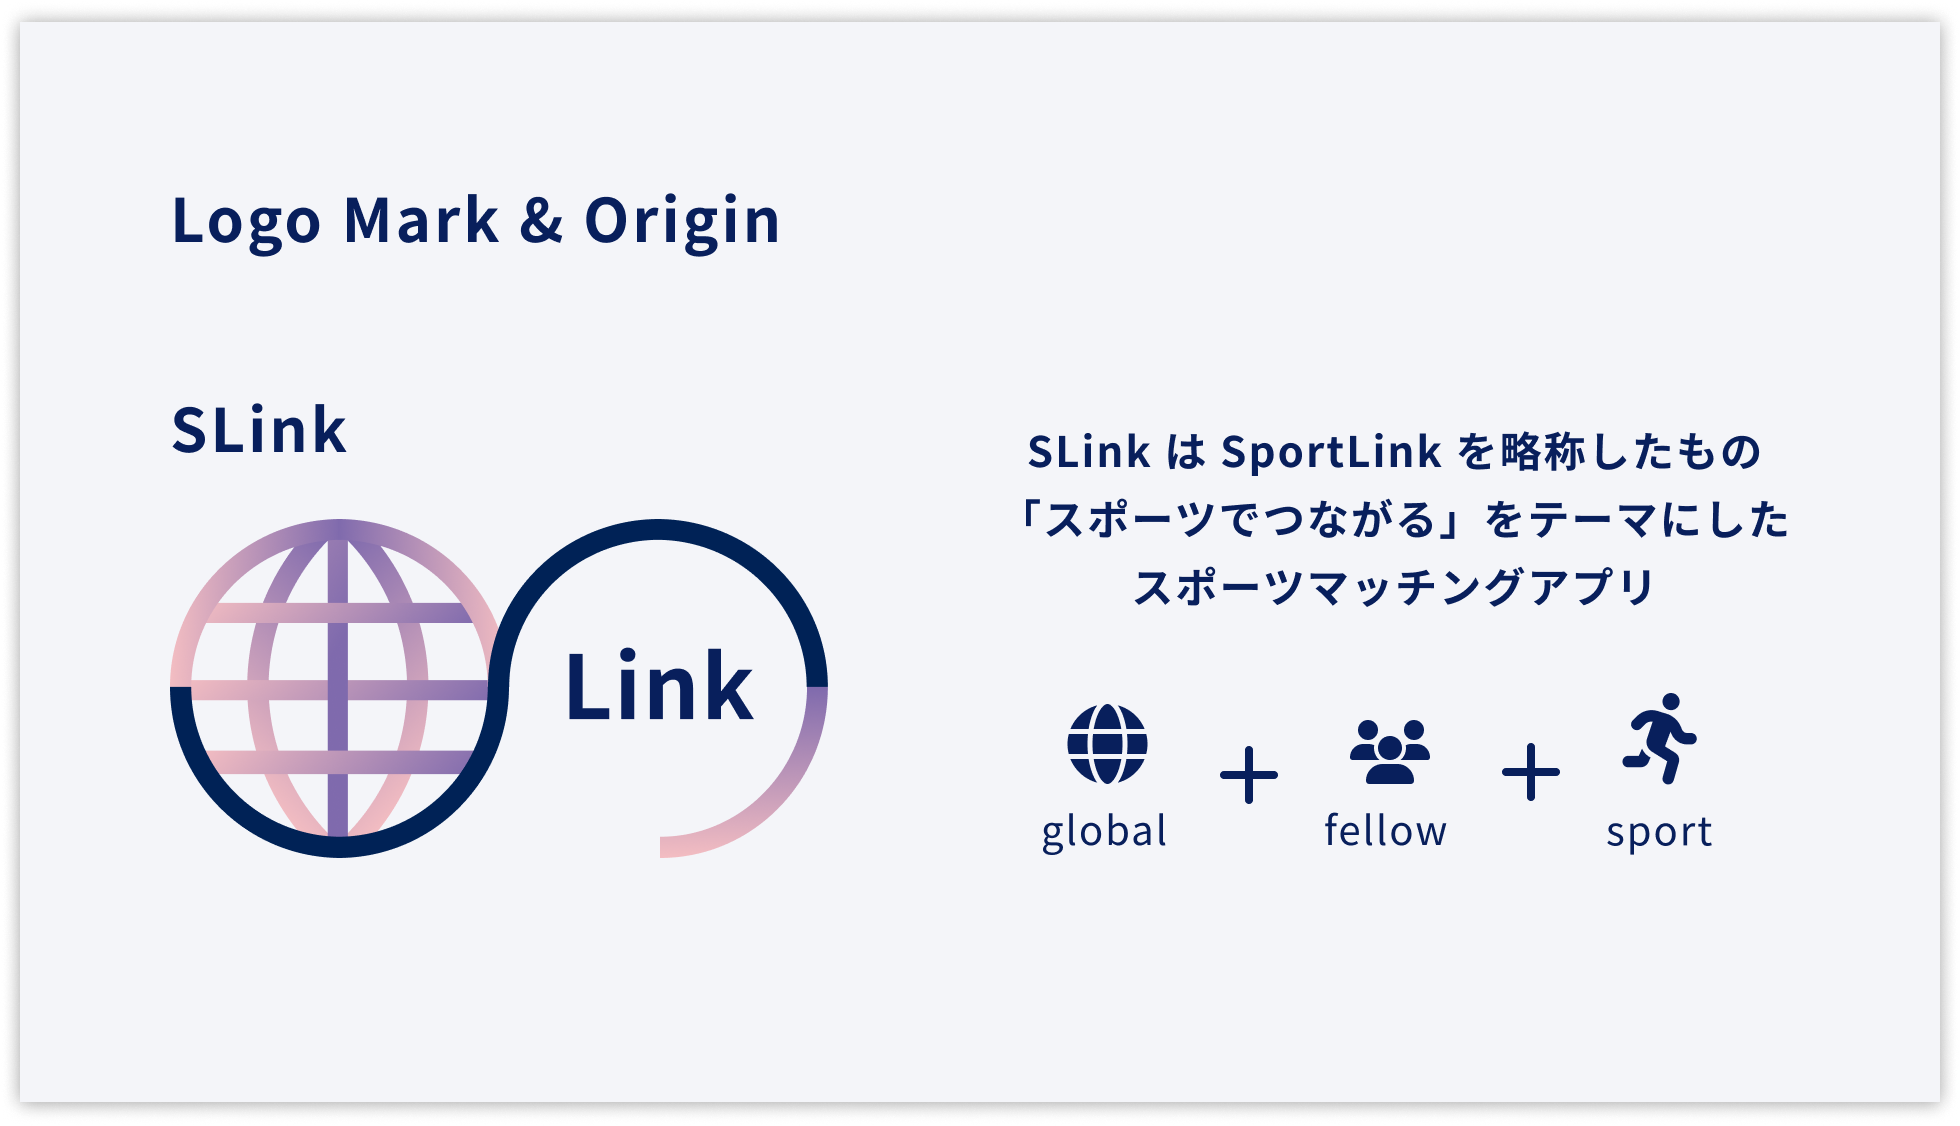 Logo Mark & Origin
SLink
Link
SLink は SportLink を略称したもの
「スポーツでつながる」をテーマにした
スポーツマッチングアプリ
global
fellow
sport